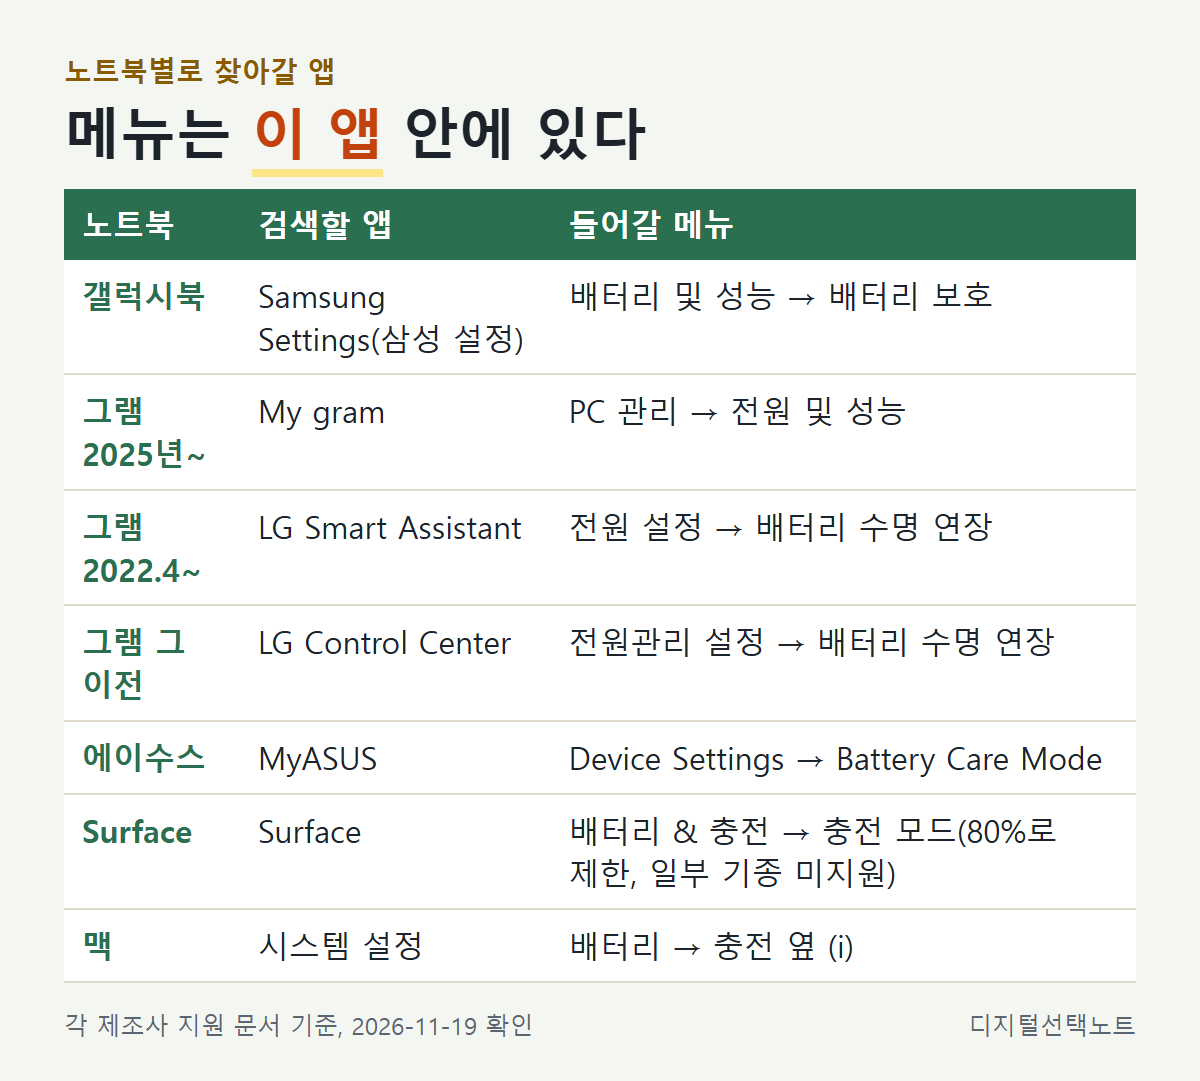 노트북별로 찾아갈 앱
메뉴는 이 앱 안에 있다
노트북 검색할 앱 들어갈 메뉴
갤럭시북 Samsung Settings(삼성 설정) 배터리 및 성능 → 배터리 보호
그램 2025년~ My gram PC 관리 → 전원 및 성능
그램 2022.4~ LG Smart Assistant 전원 설정 → 배터리 수명 연장
그램 그 이전 LG Control Center 전원관리 설정 → 배터리 수명 연장
에이수스 MyASUS Device Settings → Battery Care Mode
Surface Surface 배터리 & 충전 → 충전 모드(80%로 제한, 일부 기종 미지원)
맥 시스템 설정 배터리 → 충전 옆 (i)
각 제조사 지원 문서 기준, 2026-11-19 확인
디지털선택노트